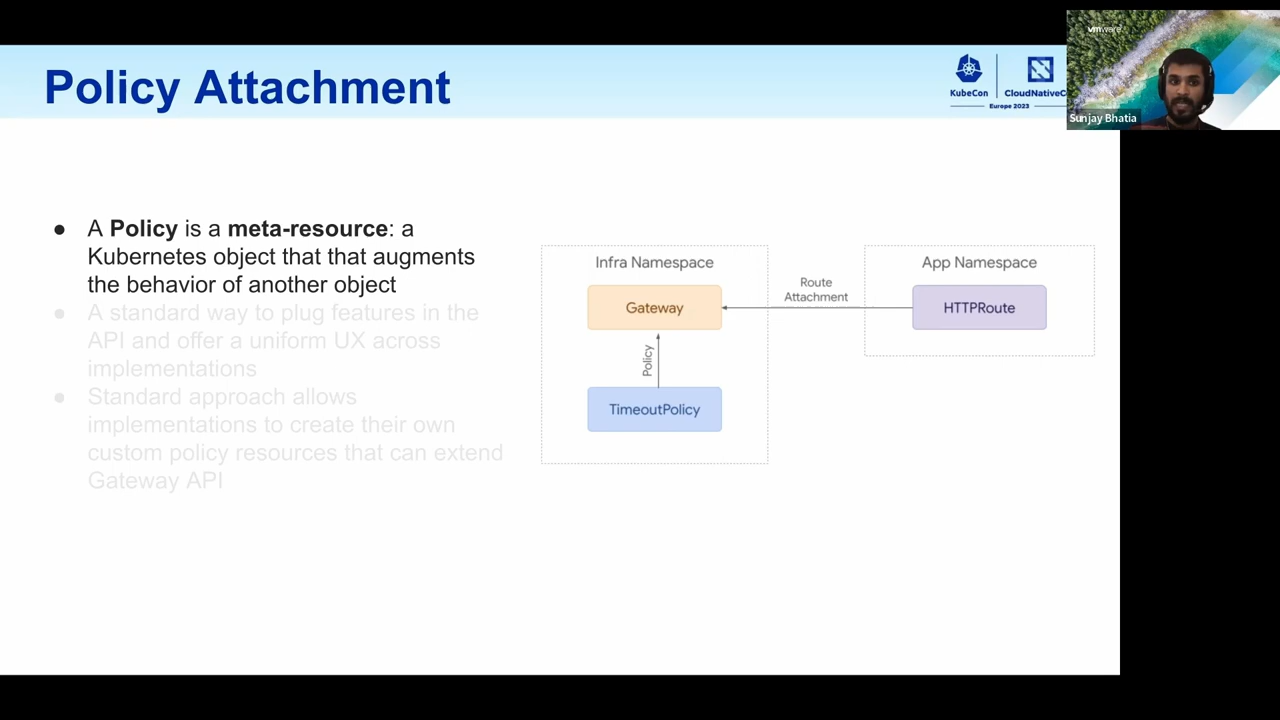 Policy Attachment
KubeCon
CloudNativeC
Europe 2023
vmware
Sunjay Bhatia
● A Policy is a meta-resource: a
Kubernetes object that that augments
the behavior of another object
● A standard way to plug features in the
API and offer a uniform UX across
implementations
● Standard approach allows
implementations to create their own
custom policy resources that can extend
Gateway API
Infra Namespace
Gateway
Policy
TimeoutPolicy
Route
Attachment
App Namespace
HTTPRoute